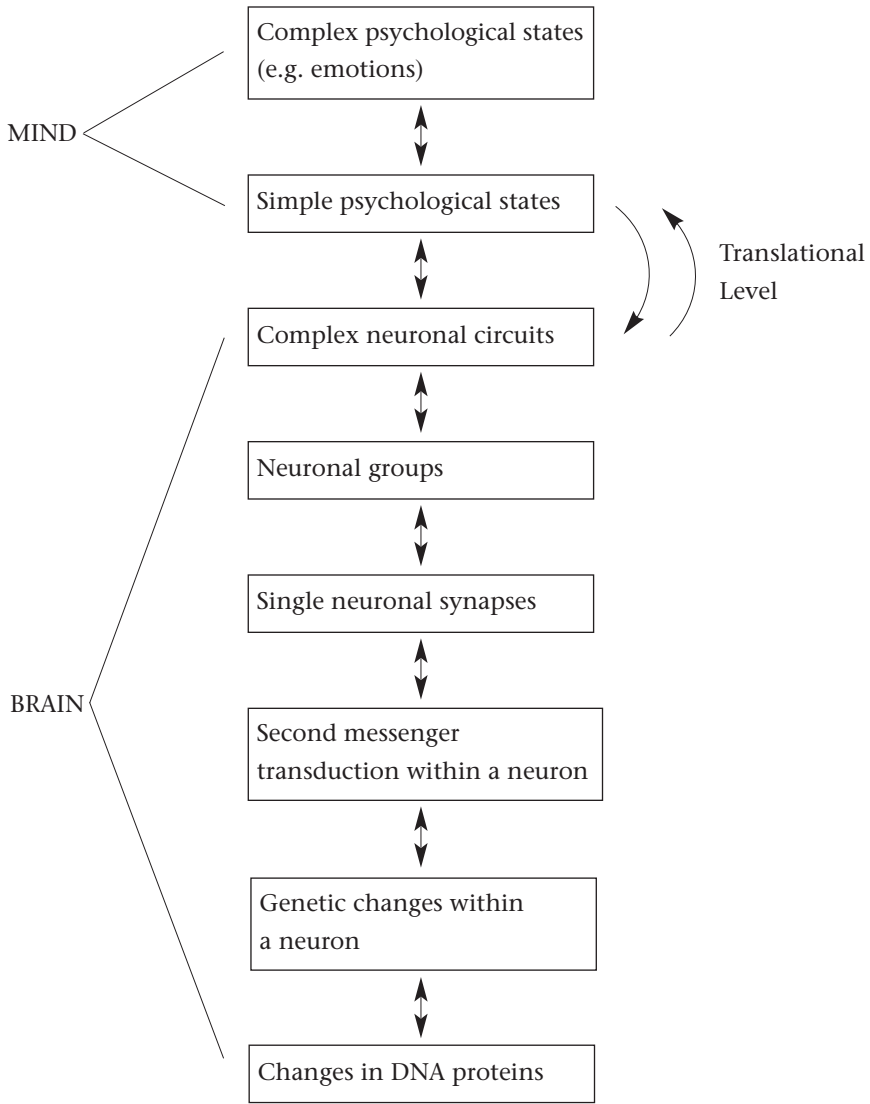 Complex psychological states
(e.g. emotions)
MIND
Simple psychological states
Translational
Level
Complex neuronal circuits
Neuronal groups
Single neuronal synapses
BRAIN
Second messenger
transduction within a neuron
Genetic changes within
a neuron
Changes in DNA proteins